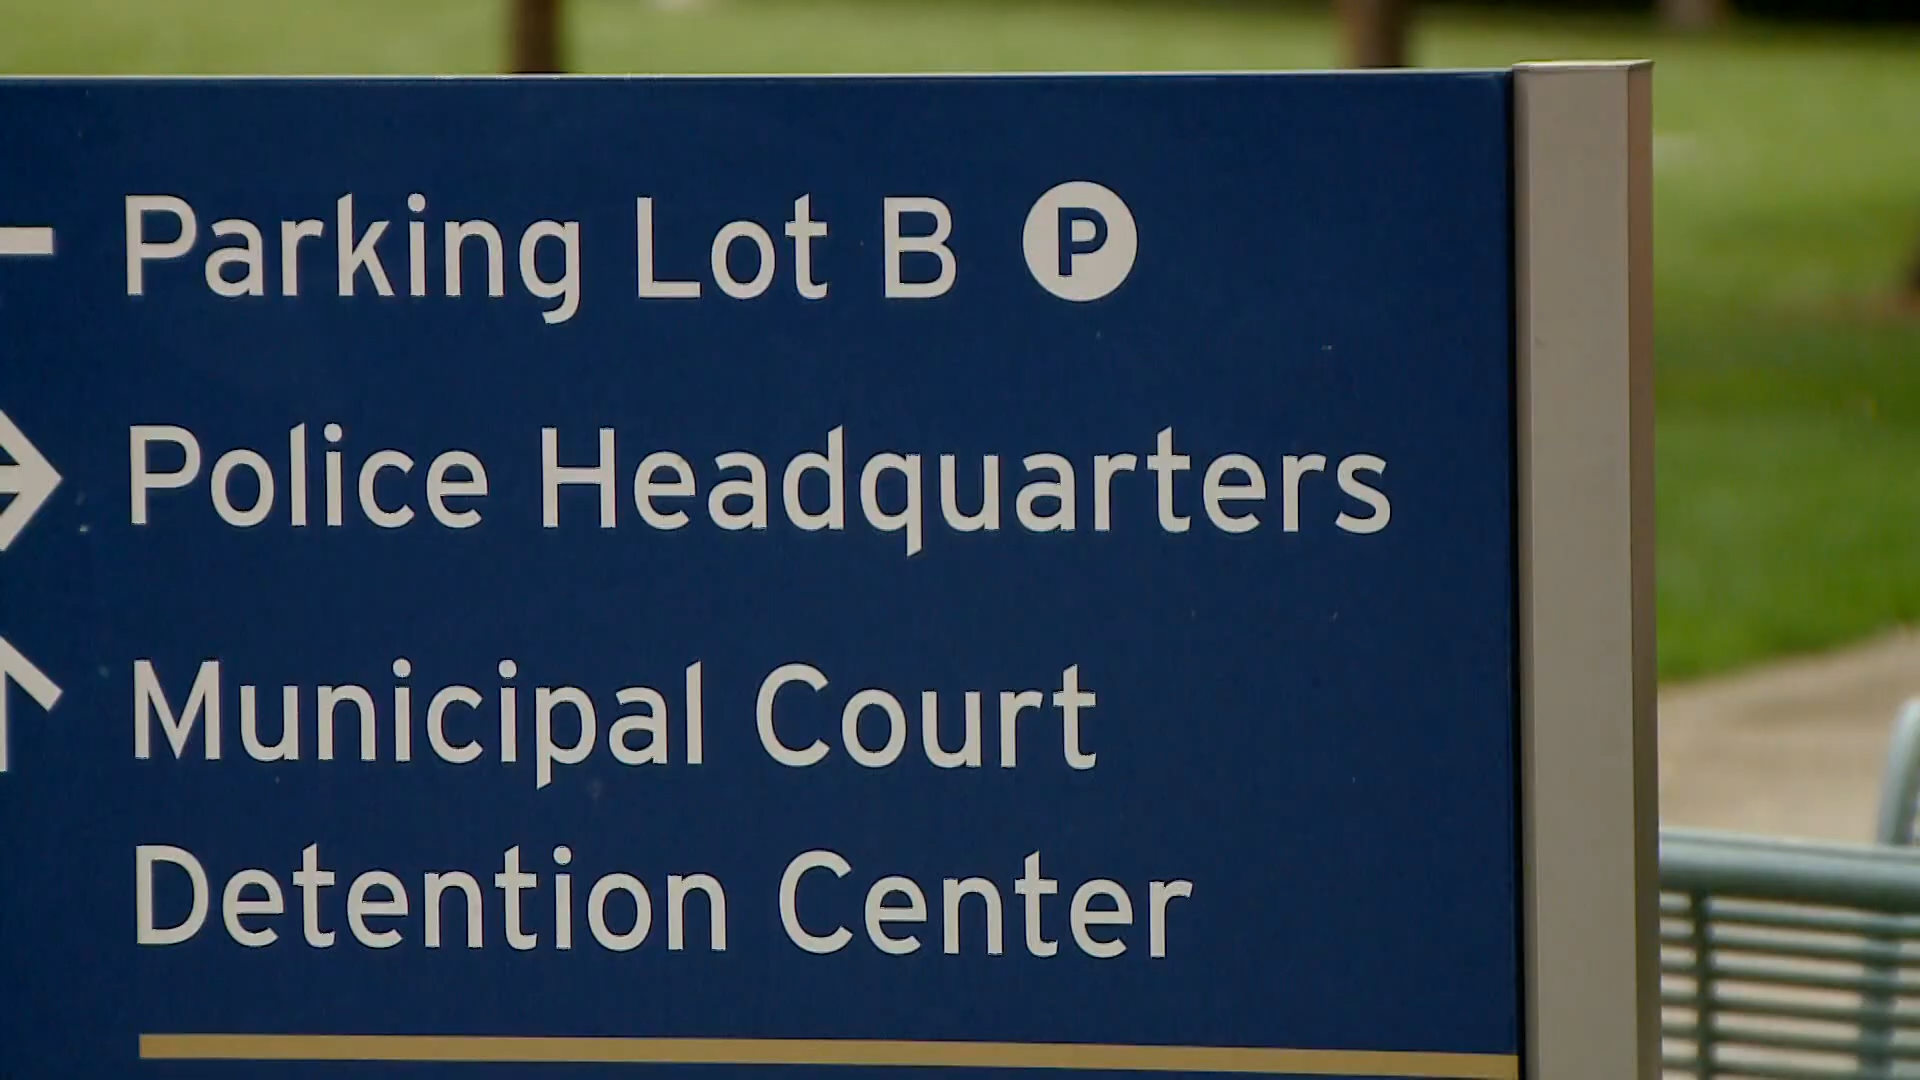 Parking Lot B P
Police Headquarters
Municipal Court
Detention Center